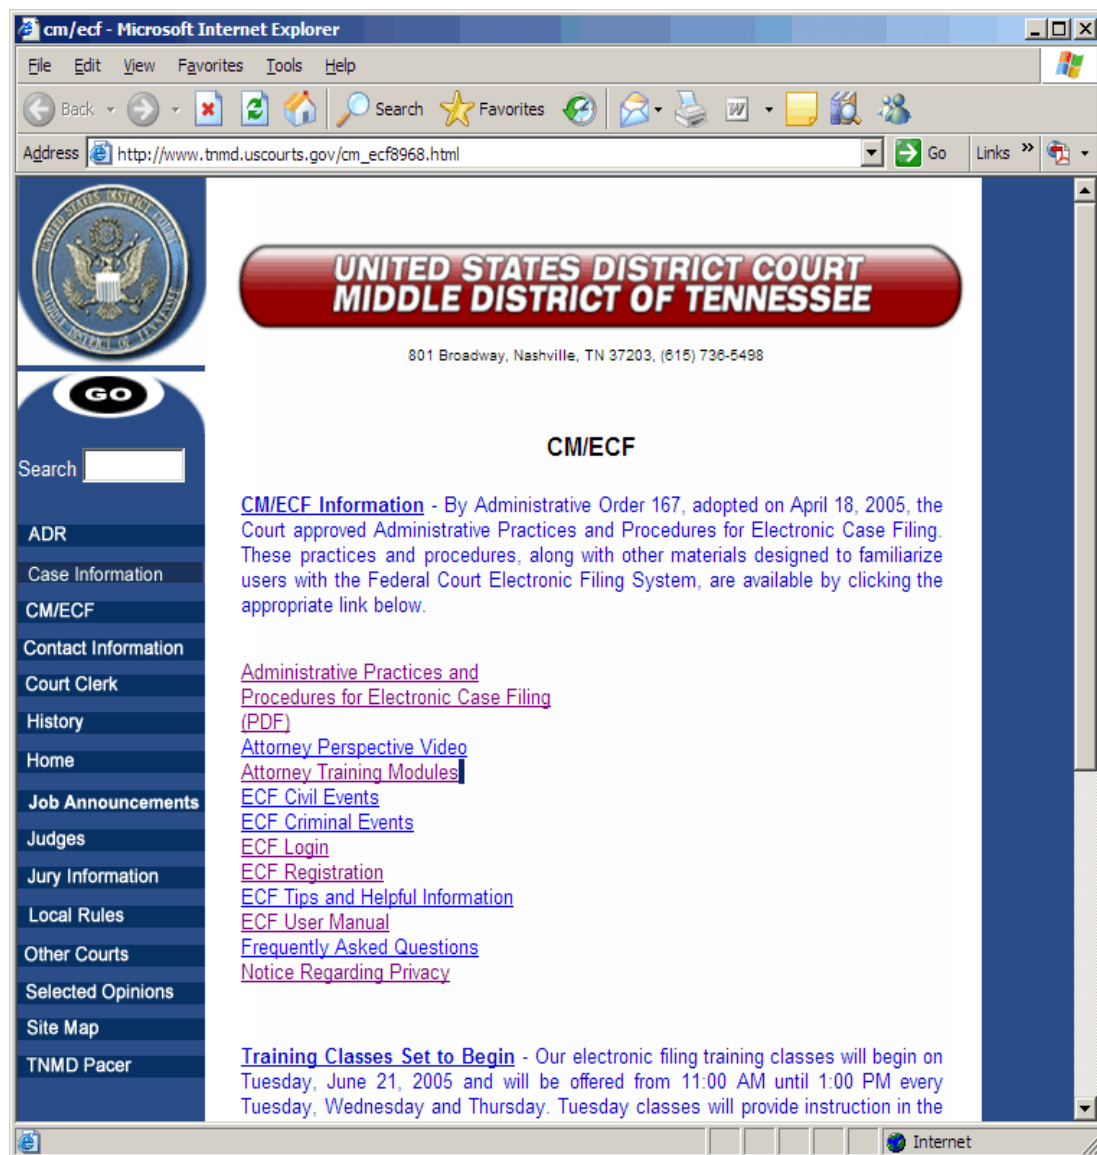 cm/ecf - Microsoft Internet Explorer
File Edit View Favorites Tools Help
Back Search Favorites
Address http://www.tnmd.uscourts.gov/cm_ecf8968.html Go Links »
UNITED STATES DISTRICT COURT
MIDDLE DISTRICT OF TENNESSEE
UNITED STATES DISTRICT COURT
MIDDLE DISTRICT OF TENNESSEE
801 Broadway, Nashville, TN 37203, (615) 736-5498
GO
Search
ADR
Case Information
CM/ECF
Contact Information
Court Clerk
History
Home
Job Announcements
Judges
Jury Information
Local Rules
Other Courts
Selected Opinions
Site Map
TNMD Pacer
CM/ECF
CM/ECF Information - By Administrative Order 167, adopted on April 18, 2005, the
Court approved Administrative Practices and Procedures for Electronic Case Filing.
These practices and procedures, along with other materials designed to familiarize
users with the Federal Court Electronic Filing System, are available by clicking the
appropriate link below.
Administrative Practices and
Procedures for Electronic Case Filing
(PDF)
Attorney Perspective Video
Attorney Training Modules
ECF Civil Events
ECF Criminal Events
ECF Login
ECF Registration
ECF Tips and Helpful Information
ECF User Manual
Frequently Asked Questions
Notice Regarding Privacy
Training Classes Set to Begin - Our electronic filing training classes will begin on
Tuesday, June 21, 2005 and will be offered from 11:00 AM until 1:00 PM every
Tuesday, Wednesday and Thursday. Tuesday classes will provide instruction in the
Internet